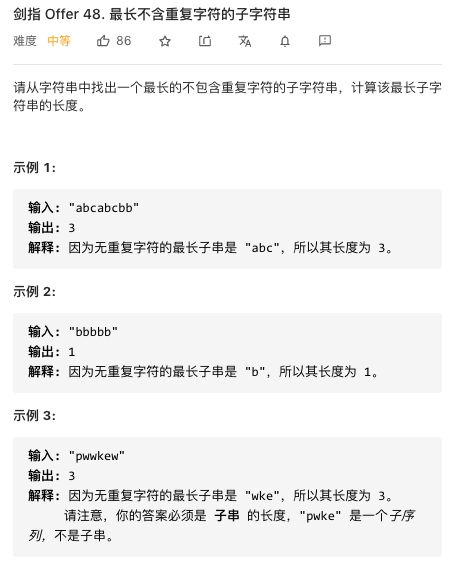 剑指 Offer 48. 最长不含重复字符的子字符串
难度 中等 86
请从字符串中找出一个最长的不包含重复字符的子字符串，计算该最长子字
符串的长度。
示例 1:
输入: "abcabcbb"
输出: 3
解释: 因为无重复字符的最长子串是 "abc"，所以其长度为 3。
示例 2:
输入: "bbbbb"
输出: 1
解释: 因为无重复字符的最长子串是 "b"，所以其长度为 1。
示例 3:
输入: "pwwkew"
输出: 3
解释: 因为无重复字符的最长子串是 "wke"，所以其长度为 3。
请注意，你的答案必须是 子串 的长度，"pwke" 是一个子序
列，不是子串。